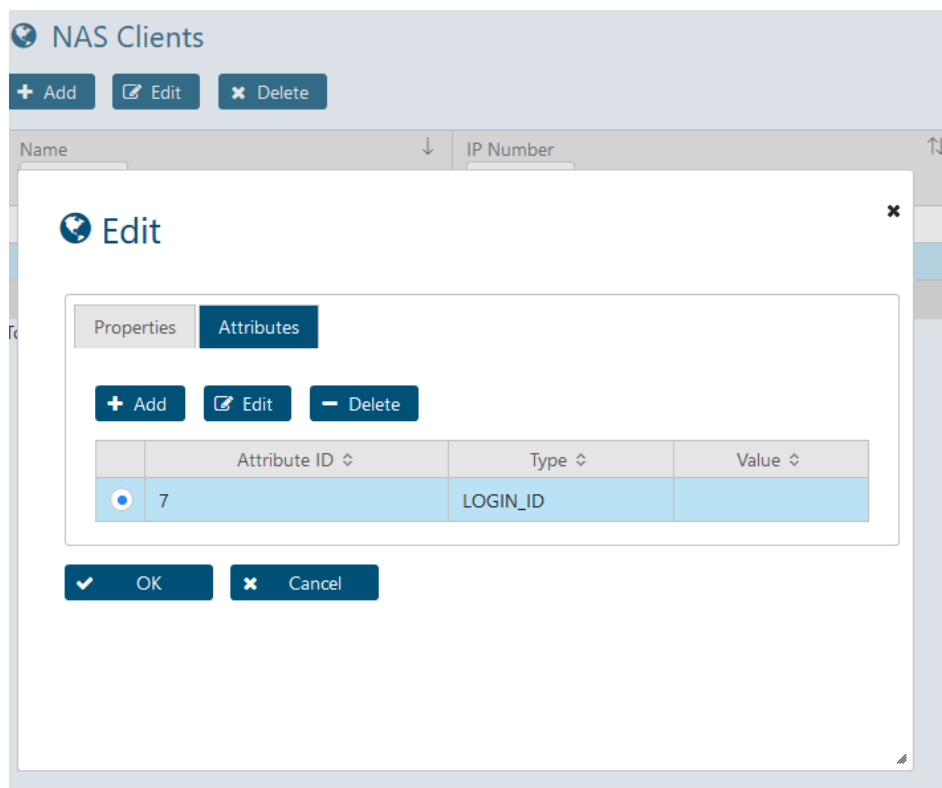 NAS Clients
Add Edit Delete
Name IP Number
Edit
Properties Attributes
Add Edit Delete
Attribute ID Type Value
7 LOGIN_ID
OK Cancel